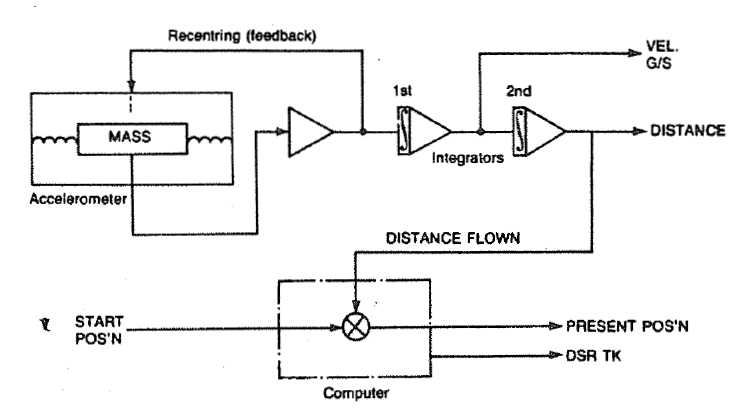 Recentring (feedback)
VEL.
G/S
1st
2nd
MASS
DISTANCE
Integrators
Accelerometer
DISTANCE FLOWN
START
POS'N
PRESENT POS'N
DSR TK
Computer